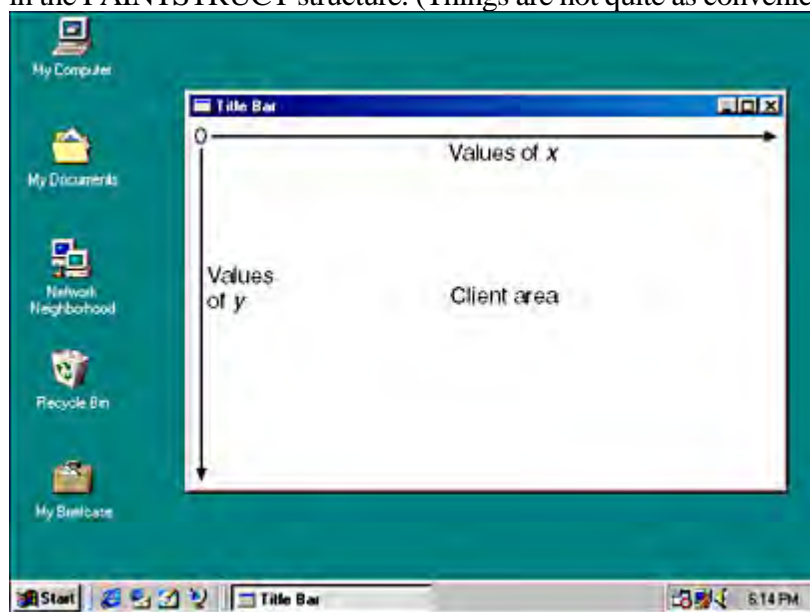 in the PAINTSTRUCT structure. (Things are not quite as convenie
My Computer
Title Bar
0
Values of x
My Documents
Network
Neighborhood
Values
of y
Client area
Recycle Bin
My Briefcase
Start
Title Bar
6:14 PM